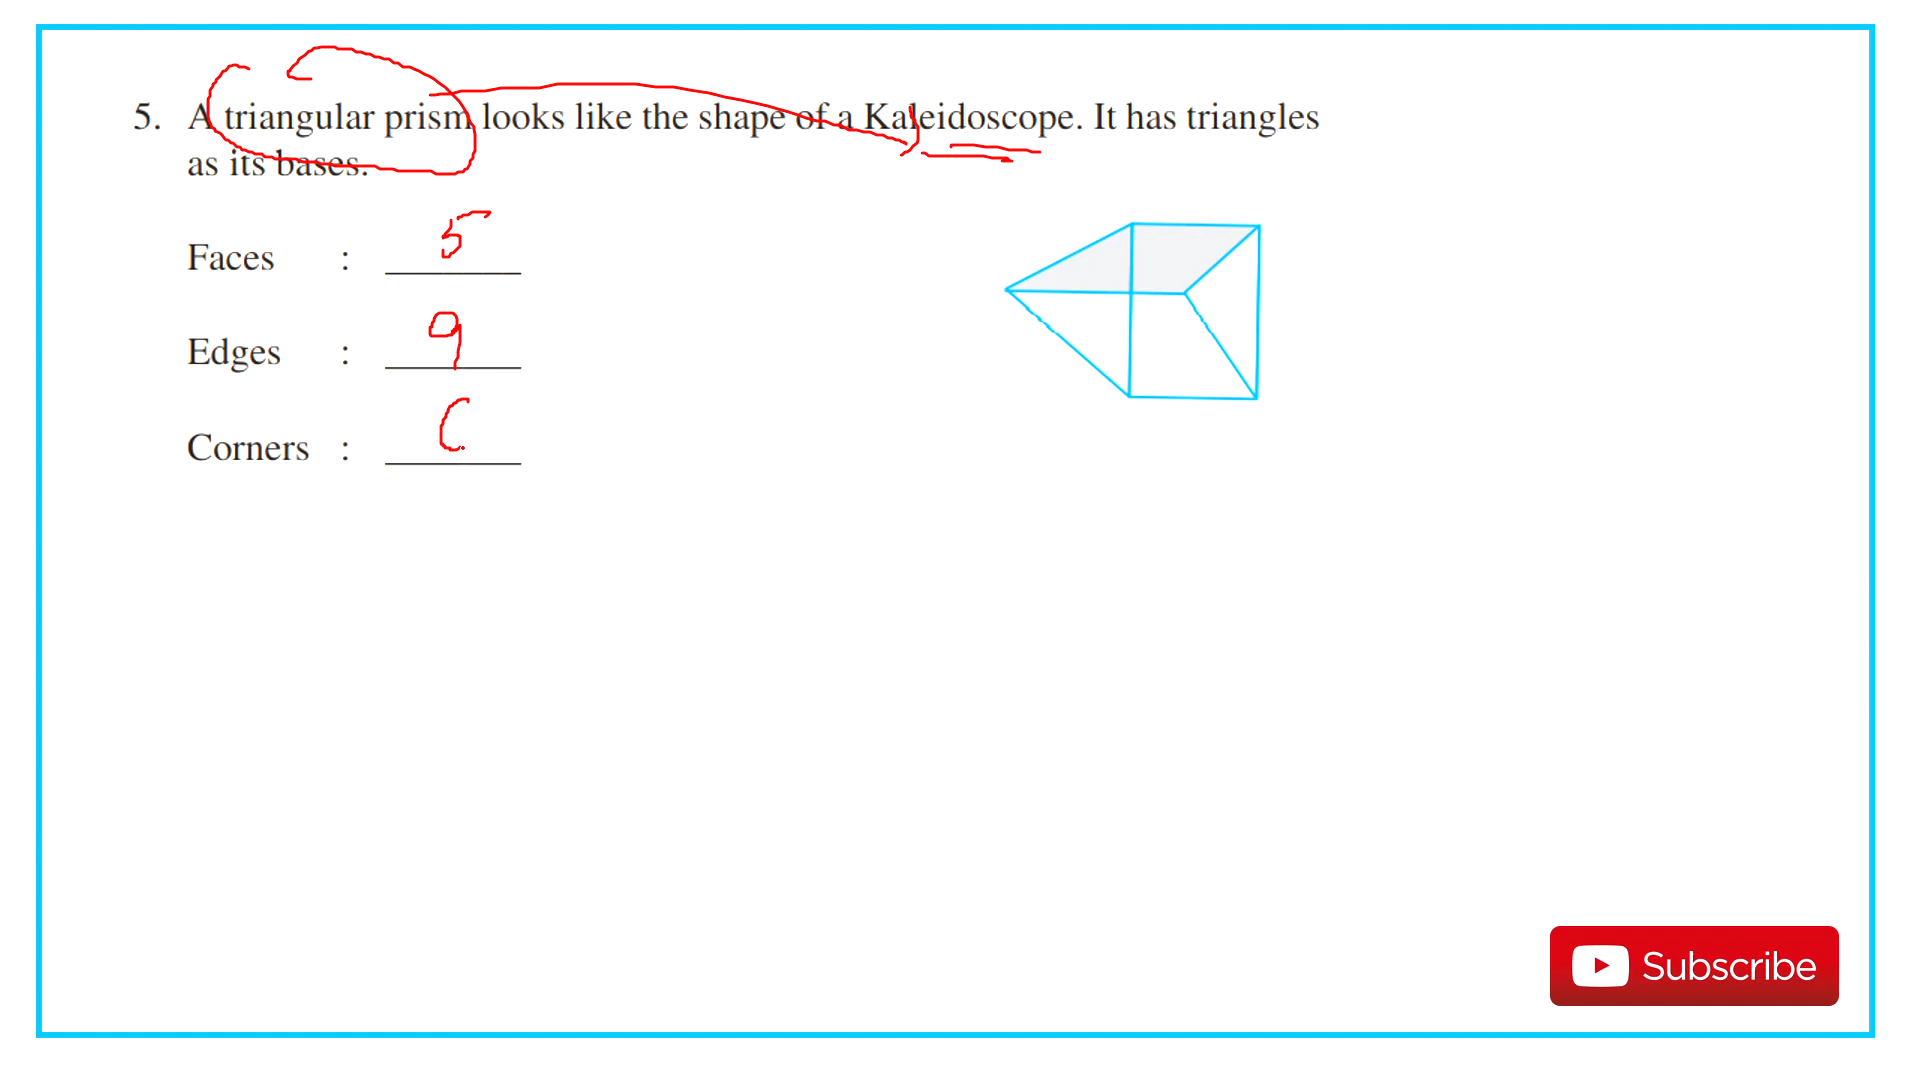 5. A triangular prism looks like the shape of a Kaleidoscope. It has triangles
as its bases.
Faces : 5
Edges : 9
Corners :
Subscribe